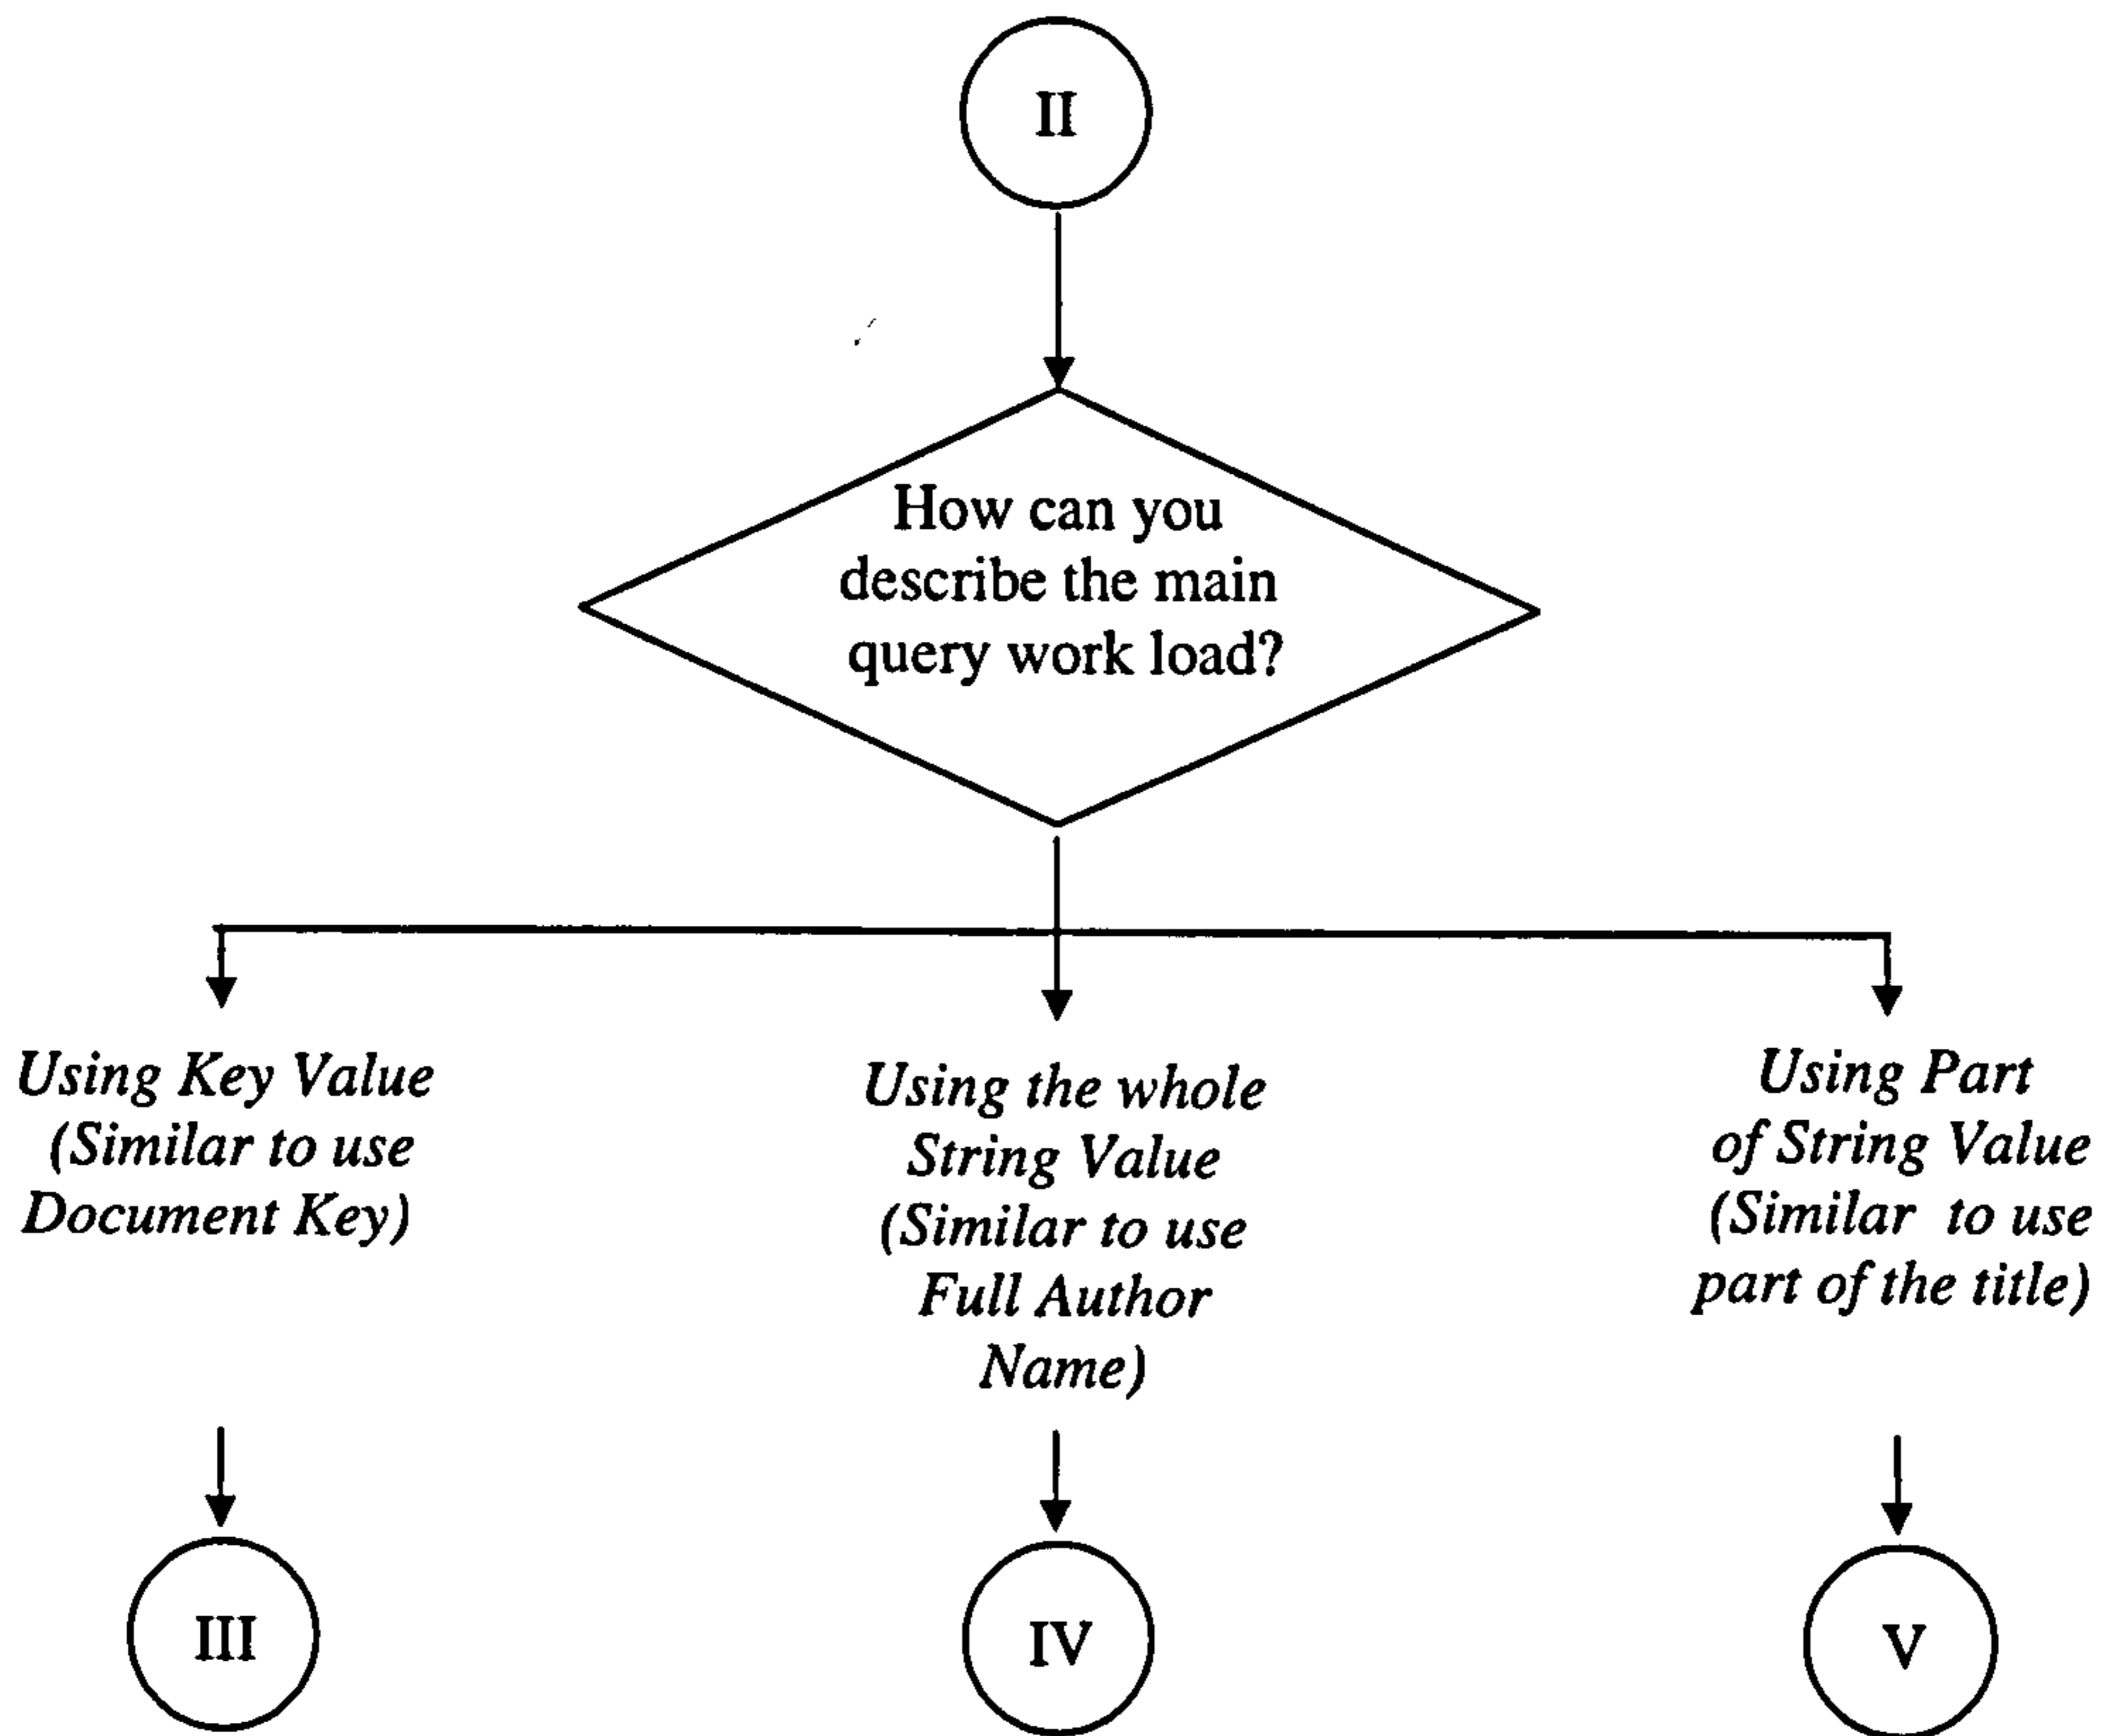 II
How can you
describe the main
query work load?
Using Key Value
(Similar to use
Document Key)
Using the whole
String Value
(Similar to use
Full Author
Name)
Using Part
of String Value
(Similar to use
part of the title)
III
IV
V